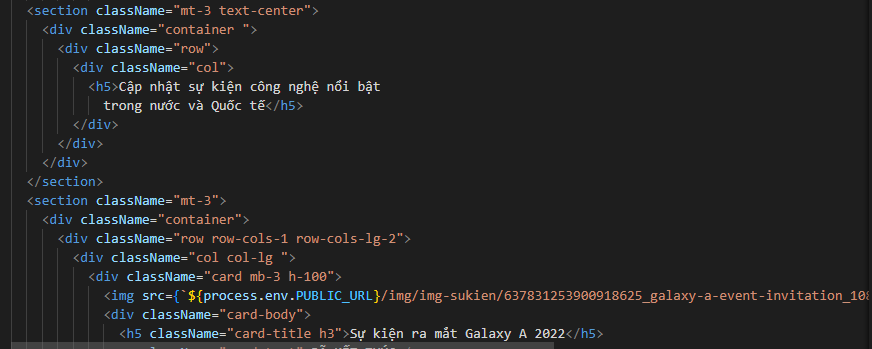 <section className="mt-3 text-center">
<div className="container ">
<div className="row">
<div className="col">
<h5>Cập nhật sự kiện công nghệ nổi bật
trong nước và Quốc tế</h5>
</div>
</div>
</div>
</section>
<section className="mt-3">
<div className="container">
<div className="row row-cols-1 row-cols-lg-2">
<div className="col col-lg ">
<div className="card mb-3 h-100">
<img src={`${process.env.PUBLIC_URL}/img/img-sukien/637831253900918625_galaxy-a-event-invitation_108
<div className="card-body">
<h5 className="card-title h3">Sự kiện ra mắt Galaxy A 2022</h5>